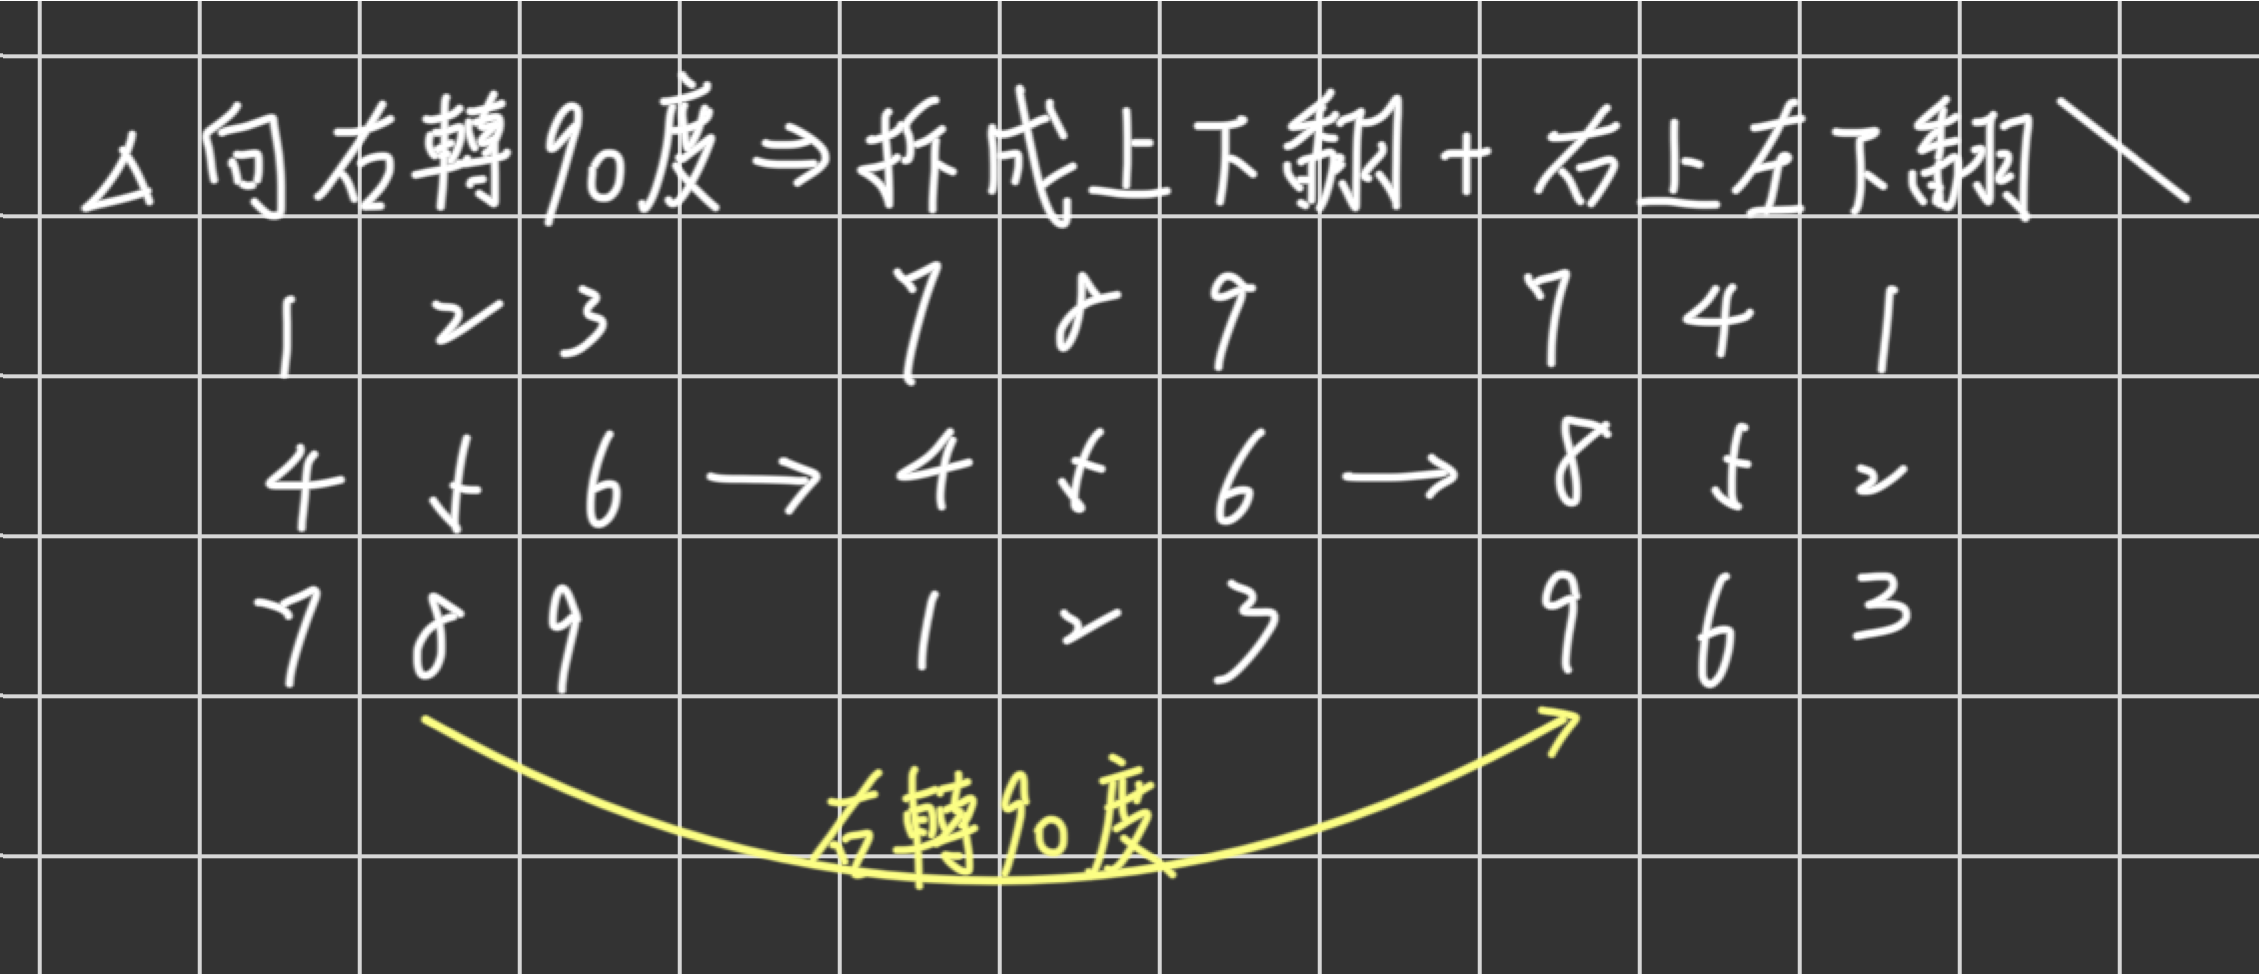 △ 向右轉90度 ⇒ 拆成上下翻 + 右上左下翻 \
1 2 3 7 8 9 7 4 1
4 5 6 → 4 5 6 → 8 5 2
7 8 9 1 2 3 9 6 3
右轉90度